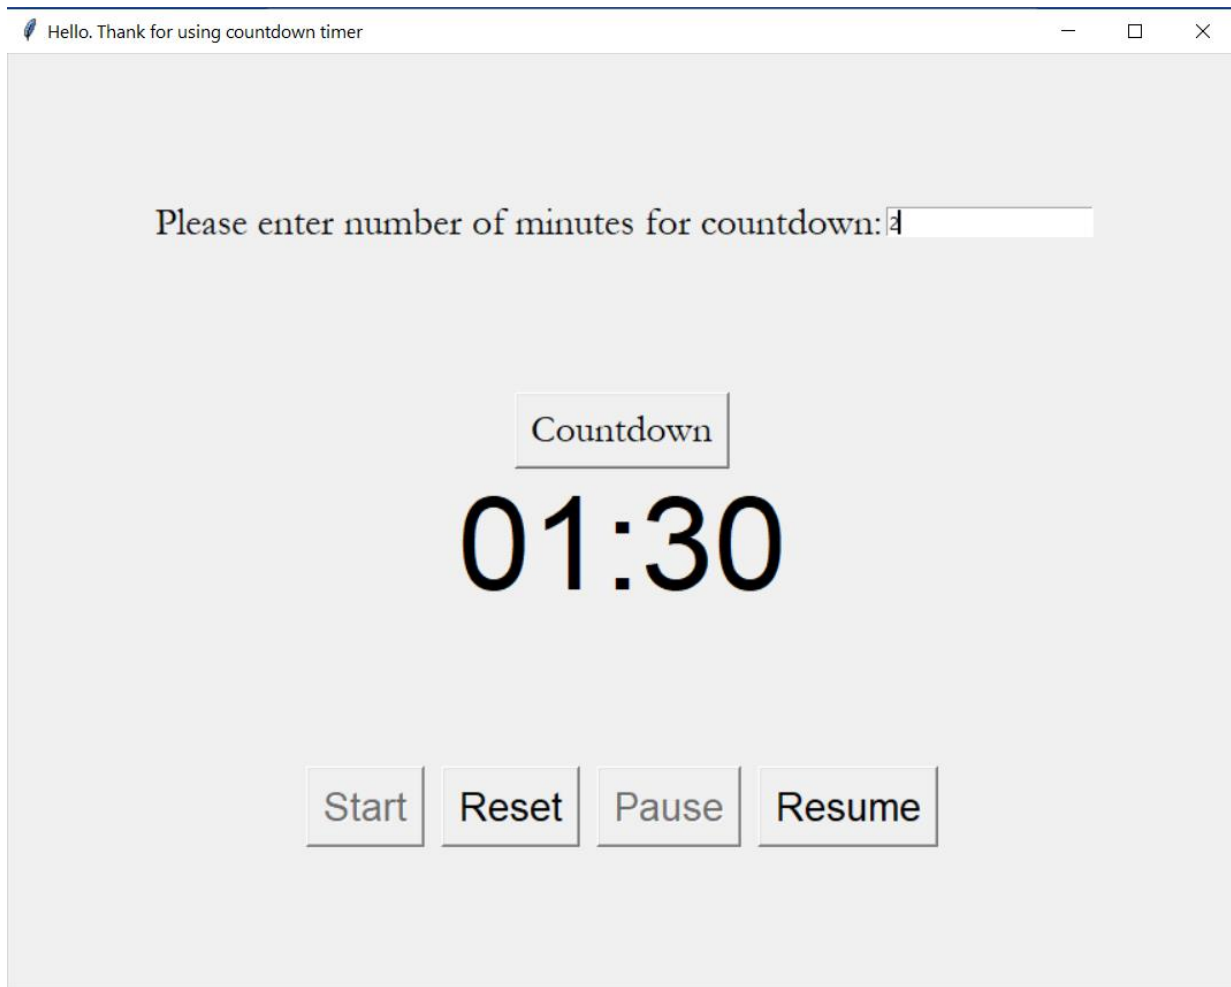 Hello. Thank for using countdown timer
Please enter number of minutes for countdown: 2
Countdown
01:30
Start Reset Pause Resume